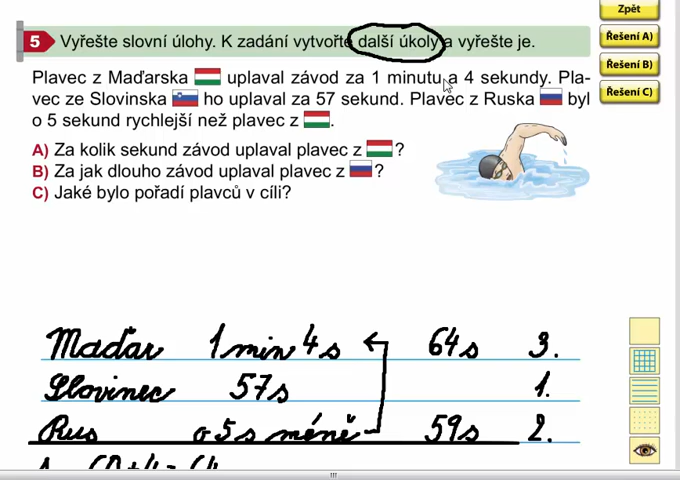 Zpět
5 Vyřešte slovní úlohy. K zadání vytvořte další úkoly a vyřešte je.
Řešení A)
Řešení B)
Řešení C)
Plavec z Maďarska uplaval závod za 1 minutu a 4 sekundy. Pla-
vec ze Slovinska ho uplaval za 57 sekund. Plavec z Ruska byl
o 5 sekund rychlejší než plavec z .
A) Za kolik sekund závod uplaval plavec z ?
B) Za jak dlouho závod uplaval plavec z ?
C) Jaké bylo pořadí plavců v cíli?
Maďar 1 min 4 s 64 s 3.
Slovinec 57 s 1.
Rus o 5 s méně 59 s 2.